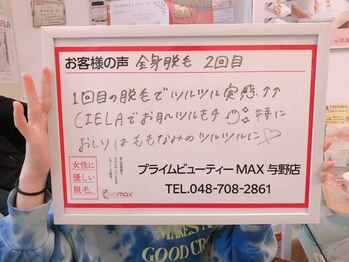 お客様の声 全身脱毛 2回目
1回目の脱毛でツルツル実感↑↑
CIELAでお肌ツルモチ 特に
おしりはももなみのツルツルに♡
女性に
優しい
脱毛。
max
プライムビューティーMAX 与野店
TEL.048-708-2861
MAKES A
GOOD CR